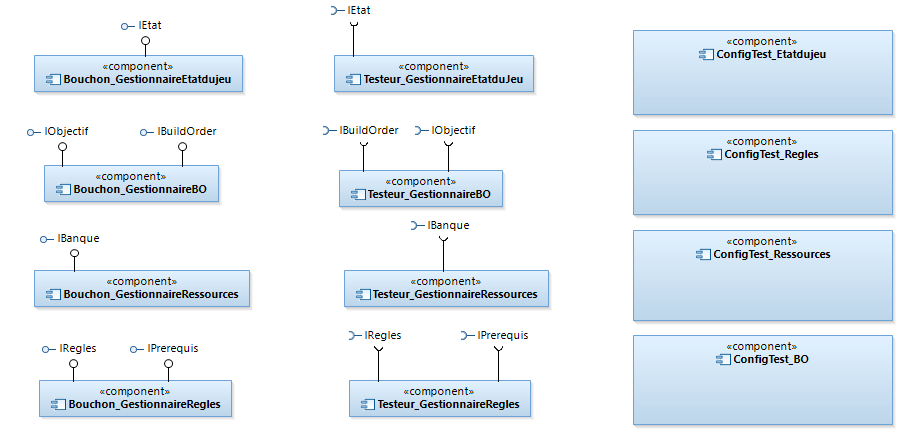 IEtat
«component»
Bouchon_GestionnaireEtatdujeu
IObjectif
IBuildOrder
«component»
Bouchon_GestionnaireBO
IBanque
«component»
Bouchon_GestionnaireRessources
IRegles
IPrerequis
«component»
Bouchon_GestionnaireRegles
IEtat
«component»
Testeur_GestionnaireEtatduJeu
IBuildOrder
IObjectif
«component»
Testeur_GestionnaireBO
IBanque
«component»
Testeur_GestionnaireRessources
IRegles
IPrerequis
«component»
Testeur_GestionnaireRegles
«component»
ConfigTest_Etatdujeu
«component»
ConfigTest_Regles
«component»
ConfigTest_Ressources
«component»
ConfigTest_BO